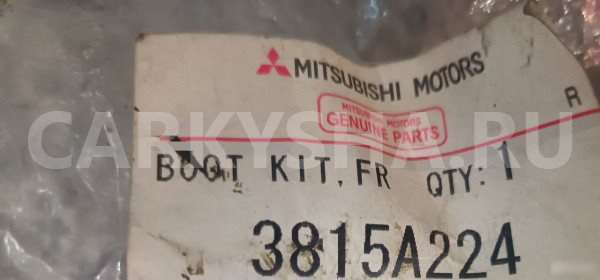 MITSUBISHI MOTORS
R
MITSUBISHI MOTORS
GENUINE PARTS
CARKYSHA.RU
BOOT KIT, FR QTY: 1
3815A224